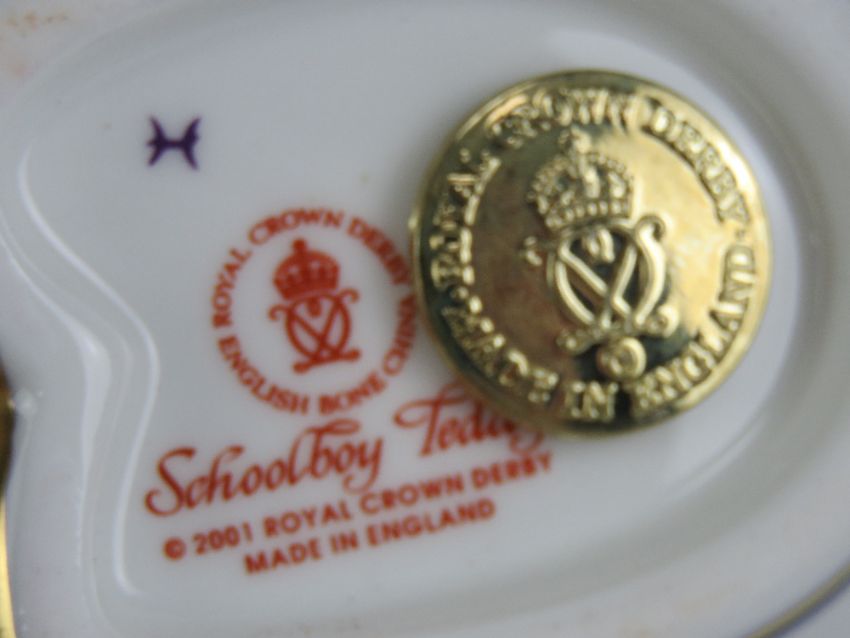 ROYAL CROWN DERBY
ENGLISH BONE CHINA
Schoolboy Teddy
© 2001 ROYAL CROWN DERBY
MADE IN ENGLAND
ROYAL CROWN DERBY
MADE IN ENGLAND